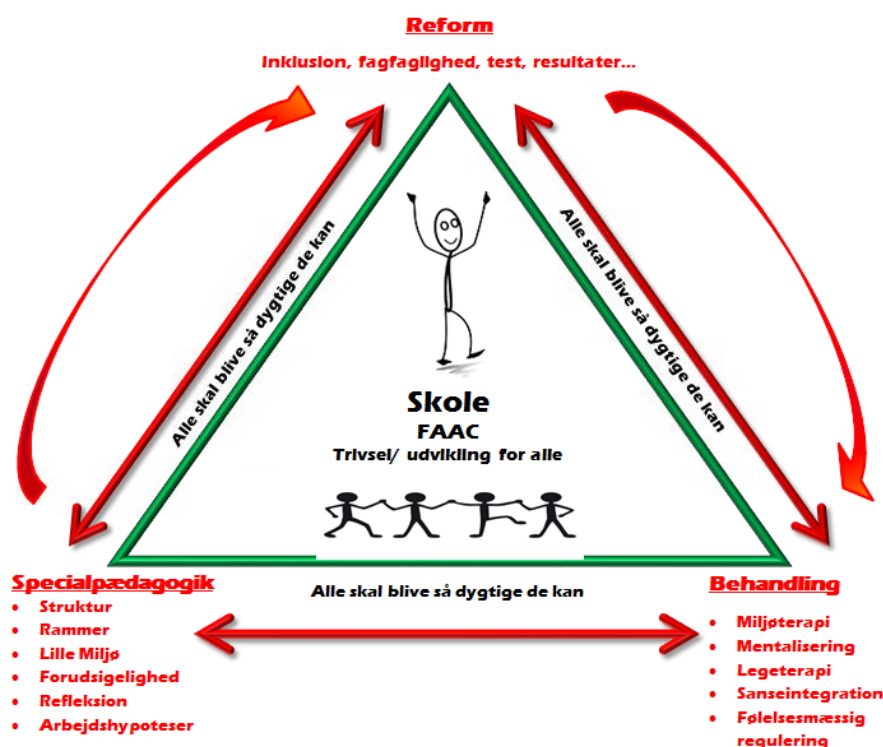 Reform
Inklusion, fagfaglighed, test, resultater...
Alle skal blive så dygtige de kan
Alle skal blive så dygtige de kan
Skole
FAAC
Trivsel/ udvikling for alle
Alle skal blive så dygtige de kan
Specialpædagogik
• Struktur
• Rammer
• Lille Miljø
• Forudsigelighed
• Refleksion
• Arbejdshypoteser
Behandling
• Miljøterapi
• Mentalisering
• Legeterapi
• Sanseintegration
• Følelsesmæssig
regulering